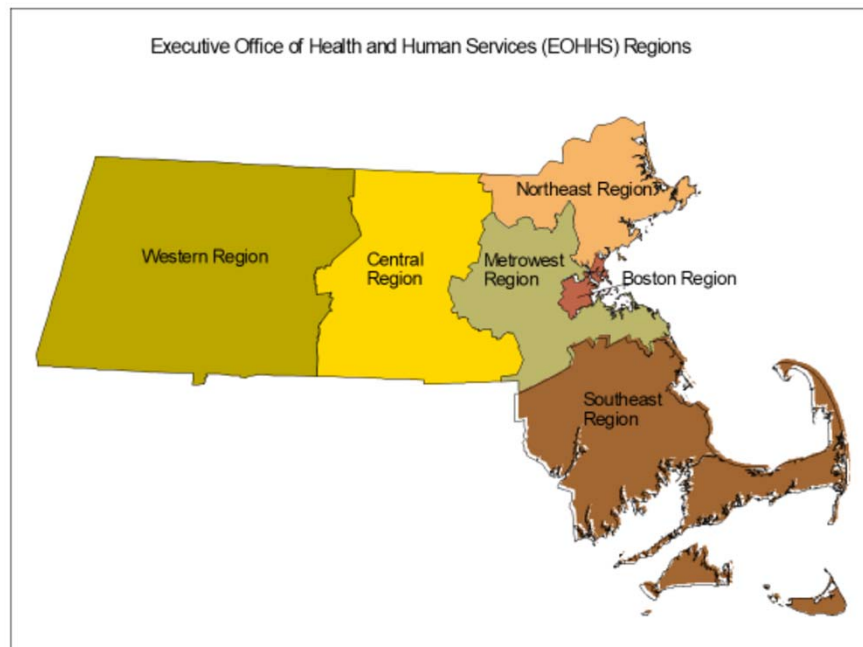 Executive Office of Health and Human Services (EOHHS) Regions
Northeast Region
Western Region
Central
Region
Metrowest
Region
Boston Region
Southeast
Region